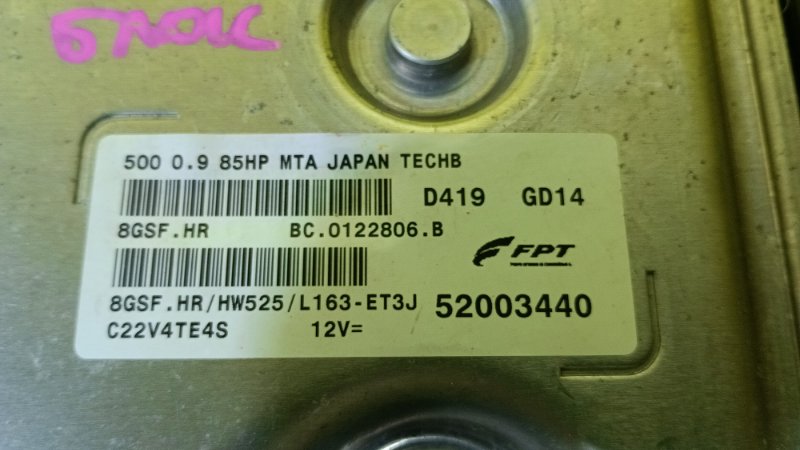 блок
500 0.9 85HP MTA JAPAN TECHB
D419 GD14
8GSF.HR BC.0122806.B
FPT
8GSF.HR/HW525/L163-ET3J 52003440
C22V4TE4S 12V=